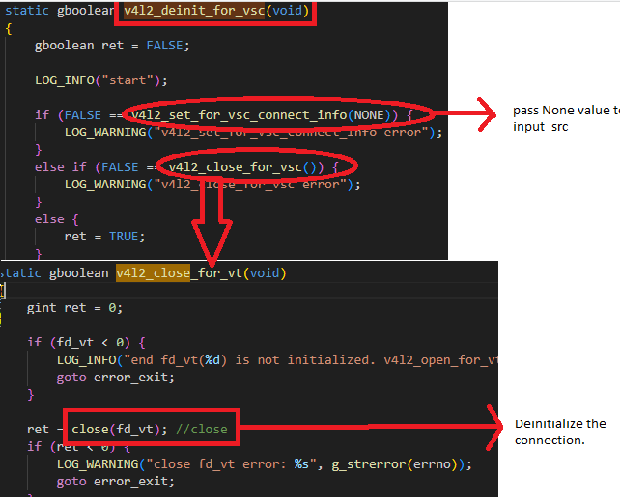 static gboolean v4l2_deinit_for_vsc(void)
{
gboolean ret = FALSE;
LOG_INFO("start");
if (FALSE == v4l2_set_for_vsc_connect_info(NONE)) {
LOG_WARNING("v4l2_set_for_vsc_connect_info error");
}
else if (FALSE == v4l2_close_for_vsc()) {
LOG_WARNING("v4l2_close_for_vsc error");
}
else {
ret = TRUE;
}
pass None value to
input src
static gboolean v4l2_close_for_vt(void)
{
gint ret = 0;
if (fd_vt < 0) {
LOG_INFO("end fd_vt(%d) is not initialized. v4l2_open_for_vt
goto error_exit;
}
ret = close(fd_vt); //close
if (ret < 0) {
LOG_WARNING("close fd_vt error: %s", g_strerror(errno));
goto error_exit;
Deinitialize the
connection.